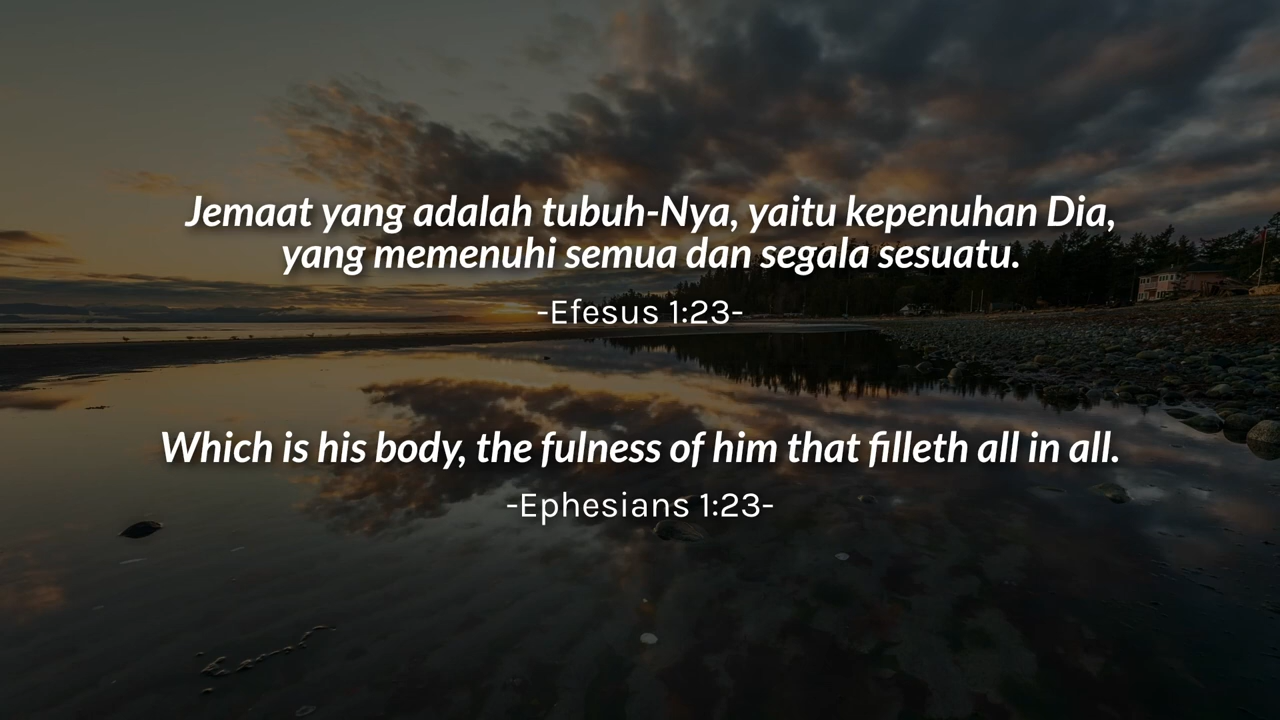 Jemaat yang adalah tubuh-Nya, yaitu kepenuhan Dia,
yang memenuhi semua dan segala sesuatu.
-Efesus 1:23-
Which is his body, the fulness of him that filleth all in all.
-Ephesians 1:23-